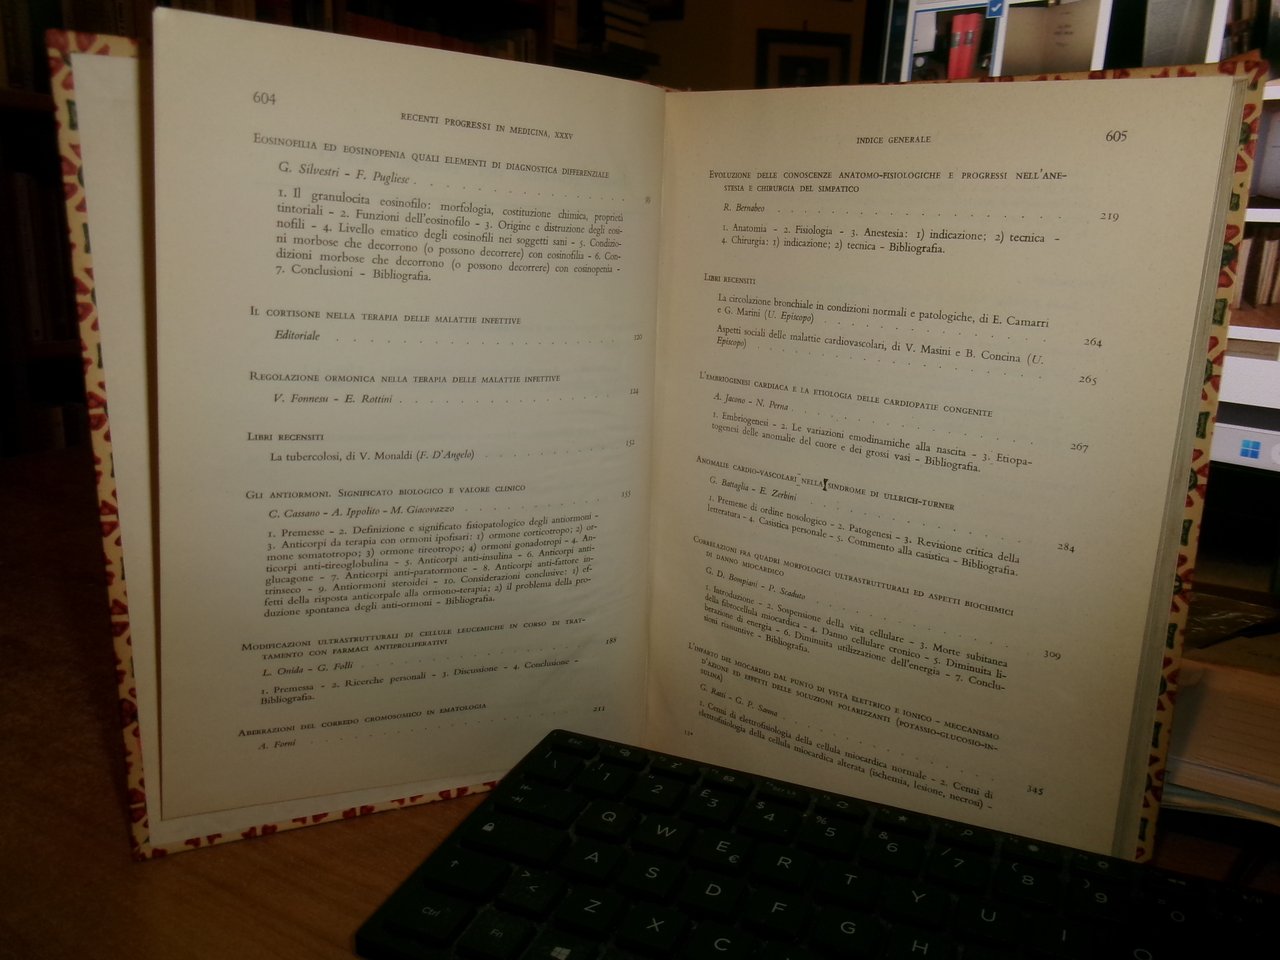 604
RECENTI PROGRESSI IN MEDICINA, XXXV
EOSINOFILIA ED EOSINOPENIA QUALI ELEMENTI DI DIAGNOSTICA DIFFERENZIALE
G. Silvestri – F. Pugliese
1. Il granulocita eosinofilo: morfologia, costituzione chimica, proprietà
tintoriali – 2. Funzioni dell'eosinofilo – 3. Origine e distruzione degli eosi-
nofili – 4. Livello ematico degli eosinofili nei soggetti sani – 5. Condizio-
ni morbose che decorrono (o possono decorrere) con eosinofilia – 6. Con-
dizioni morbose che decorrono (o possono decorrere) con eosinopenia –
7. Conclusioni – Bibliografia.
IL CORTISONE NELLA TERAPIA DELLE MALATTIE INFETTIVE
Editoriale . . . 120
REGOLAZIONE ORMONICA NELLA TERAPIA DELLE MALATTIE INFETTIVE
V. Fonnesu – E. Rottini . . . 124
LIBRI RECENSITI
La tubercolosi, di V. Monaldi (F. D'Angelo) . . . 152
GLI ANTIORMONI. SIGNIFICATO BIOLOGICO E VALORE CLINICO
C. Cassano – A. Ippolito – M. Giacovazzo . . . 155
1. Premesse – 2. Definizione e significato fisiopatologico degli antiormoni –
3. Anticorpi da terapia con ormoni ipofisari: 1) ormone corticotropo; 2) or-
mone somatotropo; 3) ormone tireotropo; 4) ormoni gonadotropi – 4. An-
ticorpi anti-tireoglobulina – 5. Anticorpi anti-insulina – 6. Anticorpi anti-
glucagone – 7. Anticorpi anti-paratormone – 8. Anticorpi anti-fattore in-
trinseco – 9. Antiormoni steroidei – 10. Considerazioni conclusive: 1) ef-
fetti della risposta anticorpale alla ormono-terapia; 2) il problema della pro-
duzione spontanea degli anti-ormoni – Bibliografia.
MODIFICAZIONI ULTRASTRUTTURALI DI CELLULE LEUCEMICHE IN CORSO DI TRAT-
TAMENTO CON FARMACI ANTIPROLIFERATIVI
L. Onida – G. Folli . . . 188
1. Premessa – 2. Ricerche personali – 3. Discussione – 4. Conclusione –
Bibliografia.
ABERRAZIONI DEL CORREDO CROMOSOMICO IN EMATOLOGIA
A. Forni . . . 211
INDICE GENERALE
605
EVOLUZIONE DELLE CONOSCENZE ANATOMO-FISIOLOGICHE E PROGRESSI NELL'ANE-
STESIA E CHIRURGIA DEL SIMPATICO
R. Bernabeo . . . 219
1. Anatomia – 2. Fisiologia – 3. Anestesia: 1) indicazione; 2) tecnica –
4. Chirurgia: 1) indicazione; 2) tecnica – Bibliografia.
LIBRI RECENSITI
La circolazione bronchiale in condizioni normali e patologiche, di E. Camarri
e G. Marini (U. Episcopo) . . . 264
Aspetti sociali delle malattie cardiovascolari, di V. Masini e B. Concina (U.
Episcopo) . . . 265
L'EMBRIOGENESI CARDIACA E LA ETIOLOGIA DELLE CARDIOPATIE CONGENITE
A. Jacono – N. Perna . . . 267
1. Embriogenesi – 2. Le variazioni emodinamiche alla nascita – 3. Etiopa-
togenesi delle anomalie del cuore e dei grossi vasi – Bibliografia.
ANOMALIE CARDIO-VASCOLARI NELLA SINDROME DI ULLRICH-TURNER
G. Battaglia – E. Zerbini . . . 284
1. Premesse di ordine nosologico – 2. Patogenesi – 3. Revisione critica della
letteratura – 4. Casistica personale – 5. Commento alla casistica – Bibliografia.
CORRELAZIONI FRA QUADRI MORFOLOGICI ULTRASTRUTTURALI ED ASPETTI BIOCHIMICI
DI DANNO MIOCARDICO
G. D. Bompiani – P. Scaduto . . . 309
1. Introduzione – 2. Sospensione della vita cellulare – 3. Morte subitanea
della fibrocellula miocardica – 4. Danno cellulare cronico – 5. Diminuita li-
berazione di energia – 6. Diminuita utilizzazione dell'energia – 7. Conclu-
sioni riassuntive – Bibliografia.
L'INFARTO DEL MIOCARDIO DAL PUNTO DI VISTA ELETTRICO E IONICO – MECCANISMO
D'AZIONE ED EFFETTI DELLE SOLUZIONI POLARIZZANTI (POTASSIO-GLUCOSIO-IN-
SULINA)
G. Ratti – G. P. Sanna . . . 345
1. Cenni di elettrofisiologia della cellula miocardica normale – 2. Cenni di
elettrofisiologia della cellula miocardica alterata (ischemia, lesione, necrosi) –
Esc
1 2 3 4 5 6 7 8 9
Q W E R T Y U I
A S D F G H
Ctrl Fn Z X C